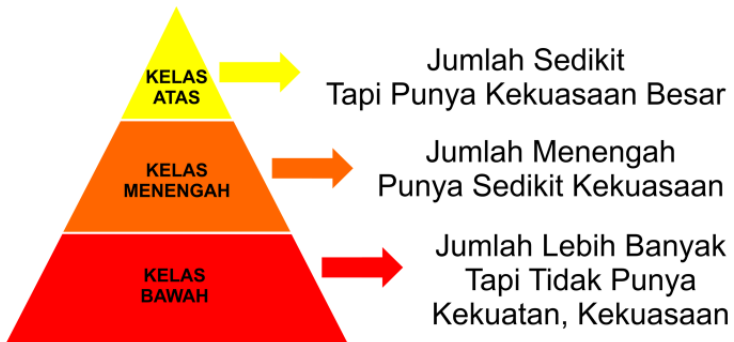 KELAS
ATAS
Jumlah Sedikit
Tapi Punya Kekuasaan Besar
KELAS
MENENGAH
Jumlah Menengah
Punya Sedikit Kekuasaan
KELAS
BAWAH
Jumlah Lebih Banyak
Tapi Tidak Punya
Kekuatan, Kekuasaan